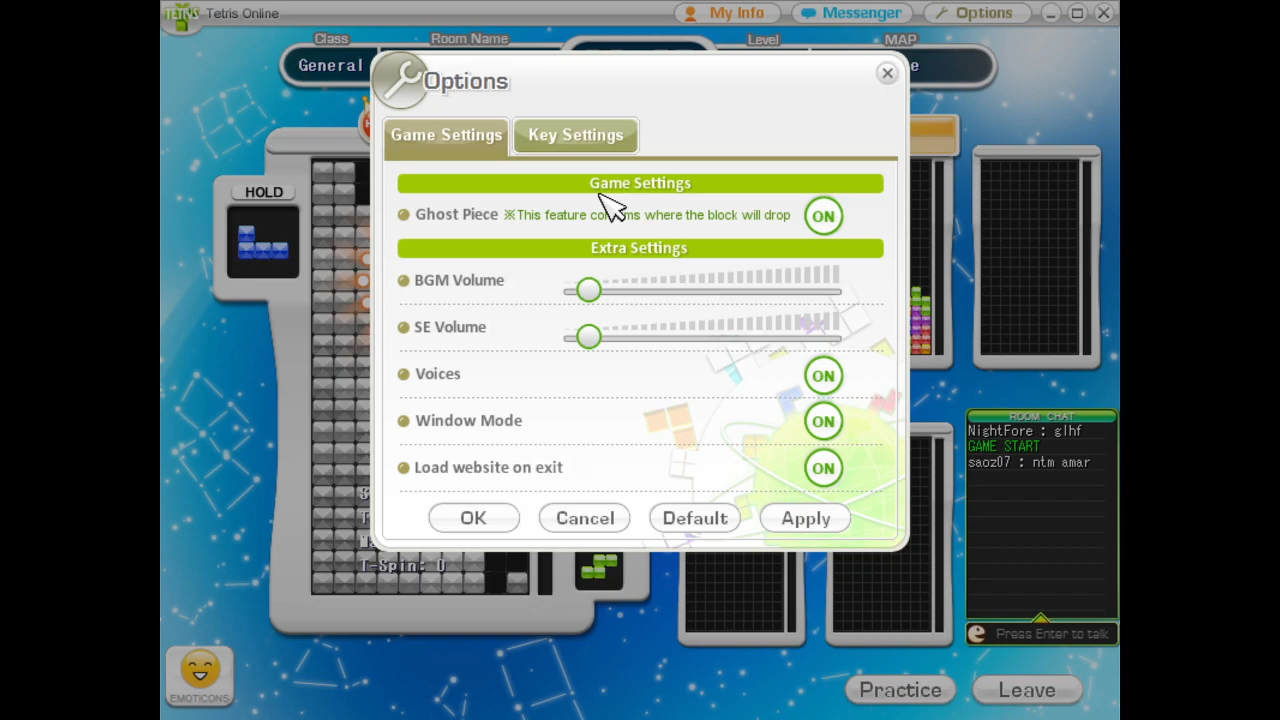 TETRIS
Tetris Online
My Info
Messenger
Options
Class
Room Name
Level
MAP
General
Options
Game Settings
Key Settings
Game Settings
HOLD
Ghost Piece ※This feature where the block will drop
ON
Extra Settings
BGM Volume
SE Volume
Voices
ON
Window Mode
ON
Load website on exit
ON
OK
Cancel
Default
Apply
T-Spin: 0
ROOM CHAT
NightFore : glhf
GAME START
saoz07 : ntm amar
Press Enter to talk
EMOTICONS
Practice
Leave